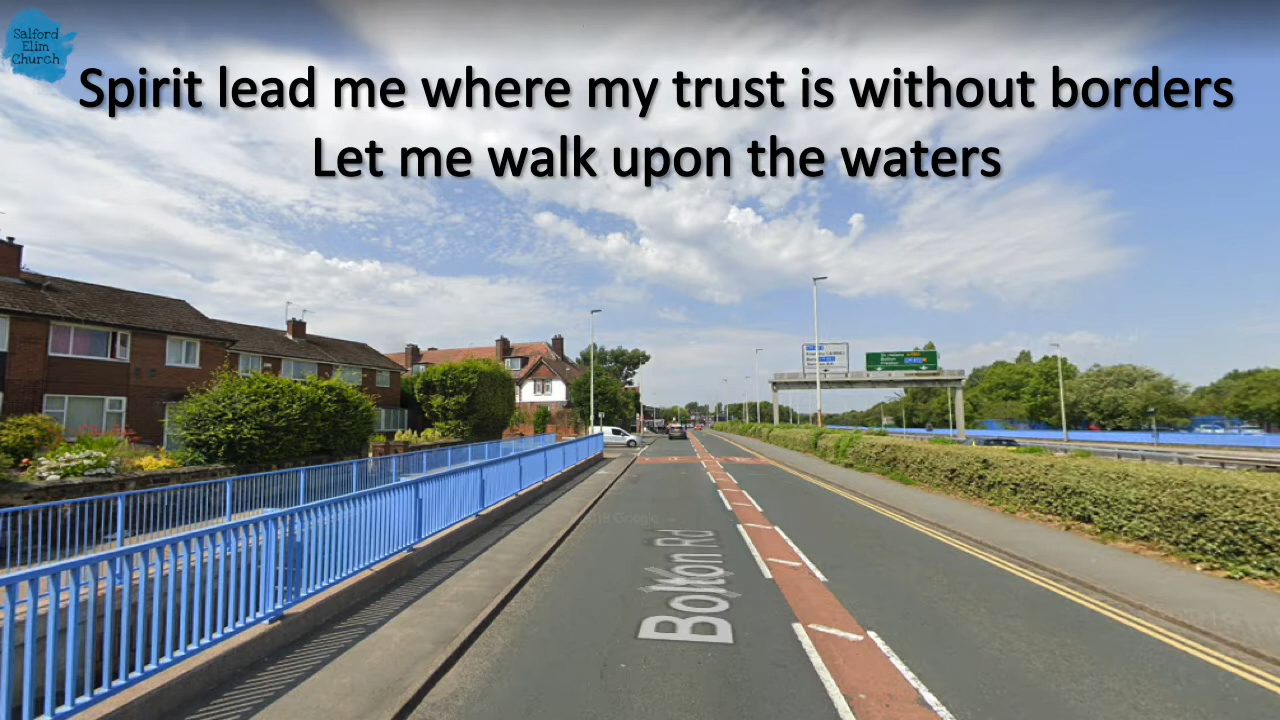 Salford
Elim
Church
Spirit lead me where my trust is without borders
Let me walk upon the waters
Bolton Rd